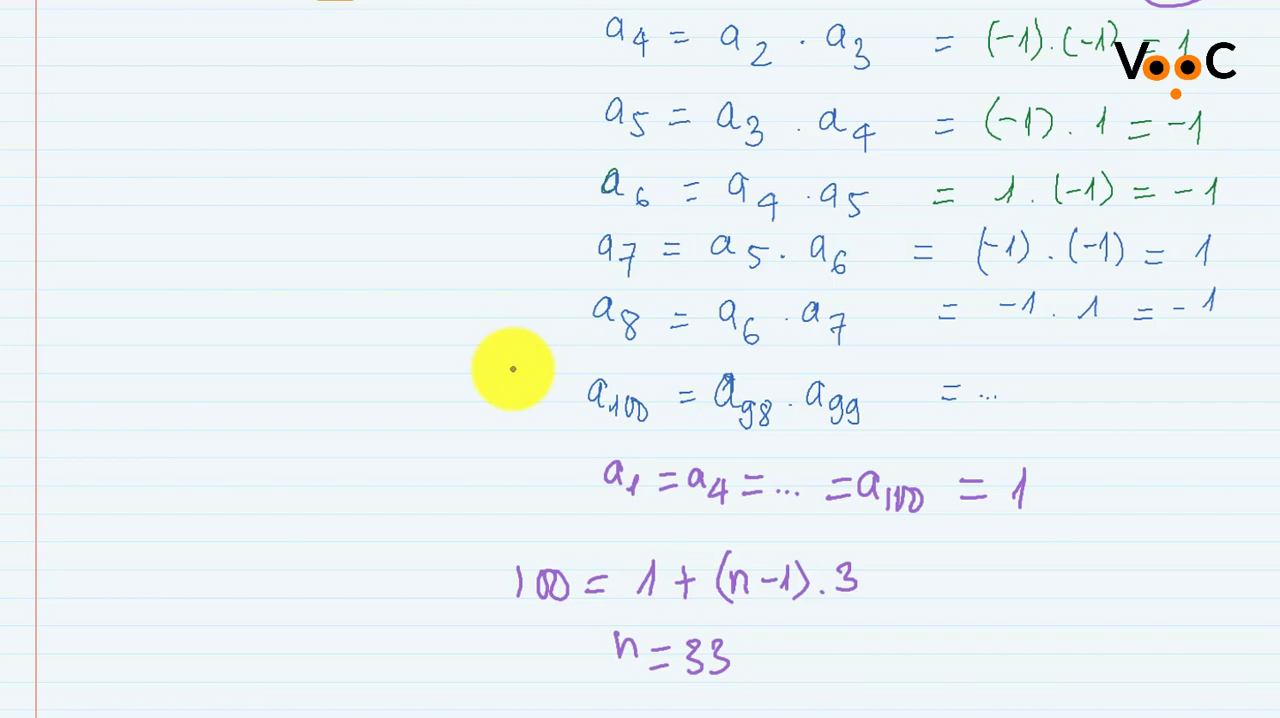 a₄ = a₂ . a₃ = (-1).(-1) = 1
VOOC
a₅ = a₃ . a₄ = (-1) . 1 = -1
a₆ = a₄ . a₅ = 1 . (-1) = -1
a₇ = a₅ . a₆ = (-1) . (-1) = 1
a₈ = a₆ . a₇ = -1 . 1 = -1
a₁₀₀ = a₉₈ . a₉₉ = ...
a₁ = a₄ = ... = a₁₀₀ = 1
100 = 1 + (n-1).3
n = 33